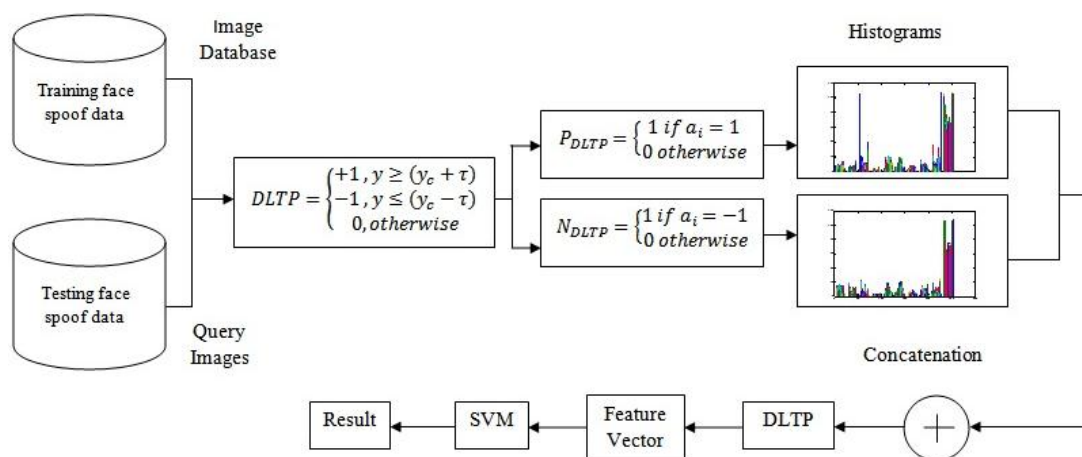 Image
Database
Histograms
Training face
spoof data
DLTP = {+1, y ≥ (y_c + τ)
−1, y ≤ (y_c − τ)
0, otherwise
P_DLTP = {1 if a_i = 1
0 otherwise
N_DLTP = {1 if a_i = −1
0 otherwise
Testing face
spoof data
Query
Images
Concatenation
Result
SVM
Feature
Vector
DLTP
+